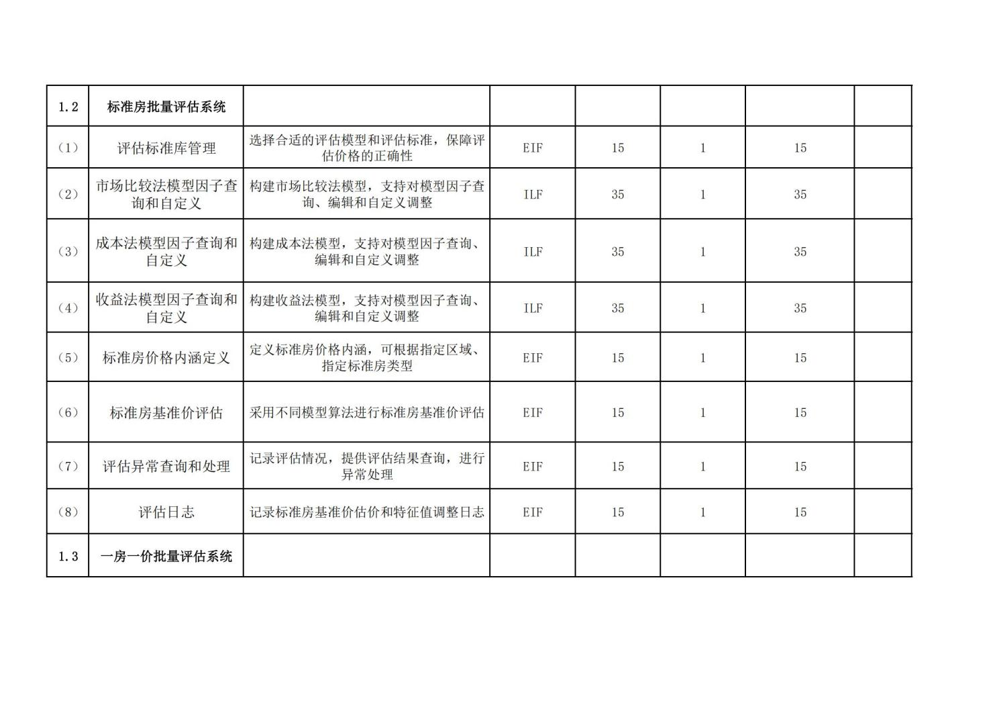 1.2 标准房批量评估系统
（1） 评估标准库管理 选择合适的评估模型和评估标准，保障评
估价格的正确性 EIF 15 1 15
（2） 市场比较法模型因子查
询和自定义 构建市场比较法模型，支持对模型因子查
询、编辑和自定义调整 ILF 35 1 35
（3） 成本法模型因子查询和
自定义 构建成本法模型，支持对模型因子查询、
编辑和自定义调整 ILF 35 1 35
（4） 收益法模型因子查询和
自定义 构建收益法模型，支持对模型因子查询、
编辑和自定义调整 ILF 35 1 35
（5） 标准房价格内涵定义 定义标准房价格内涵，可根据指定区域、
指定标准房类型 EIF 15 1 15
（6） 标准房基准价评估 采用不同模型算法进行标准房基准价评估 EIF 15 1 15
（7） 评估异常查询和处理 记录评估情况，提供评估结果查询，进行
异常处理 EIF 15 1 15
（8） 评估日志 记录标准房基准价估价和特征值调整日志 EIF 15 1 15
1.3 一房一价批量评估系统